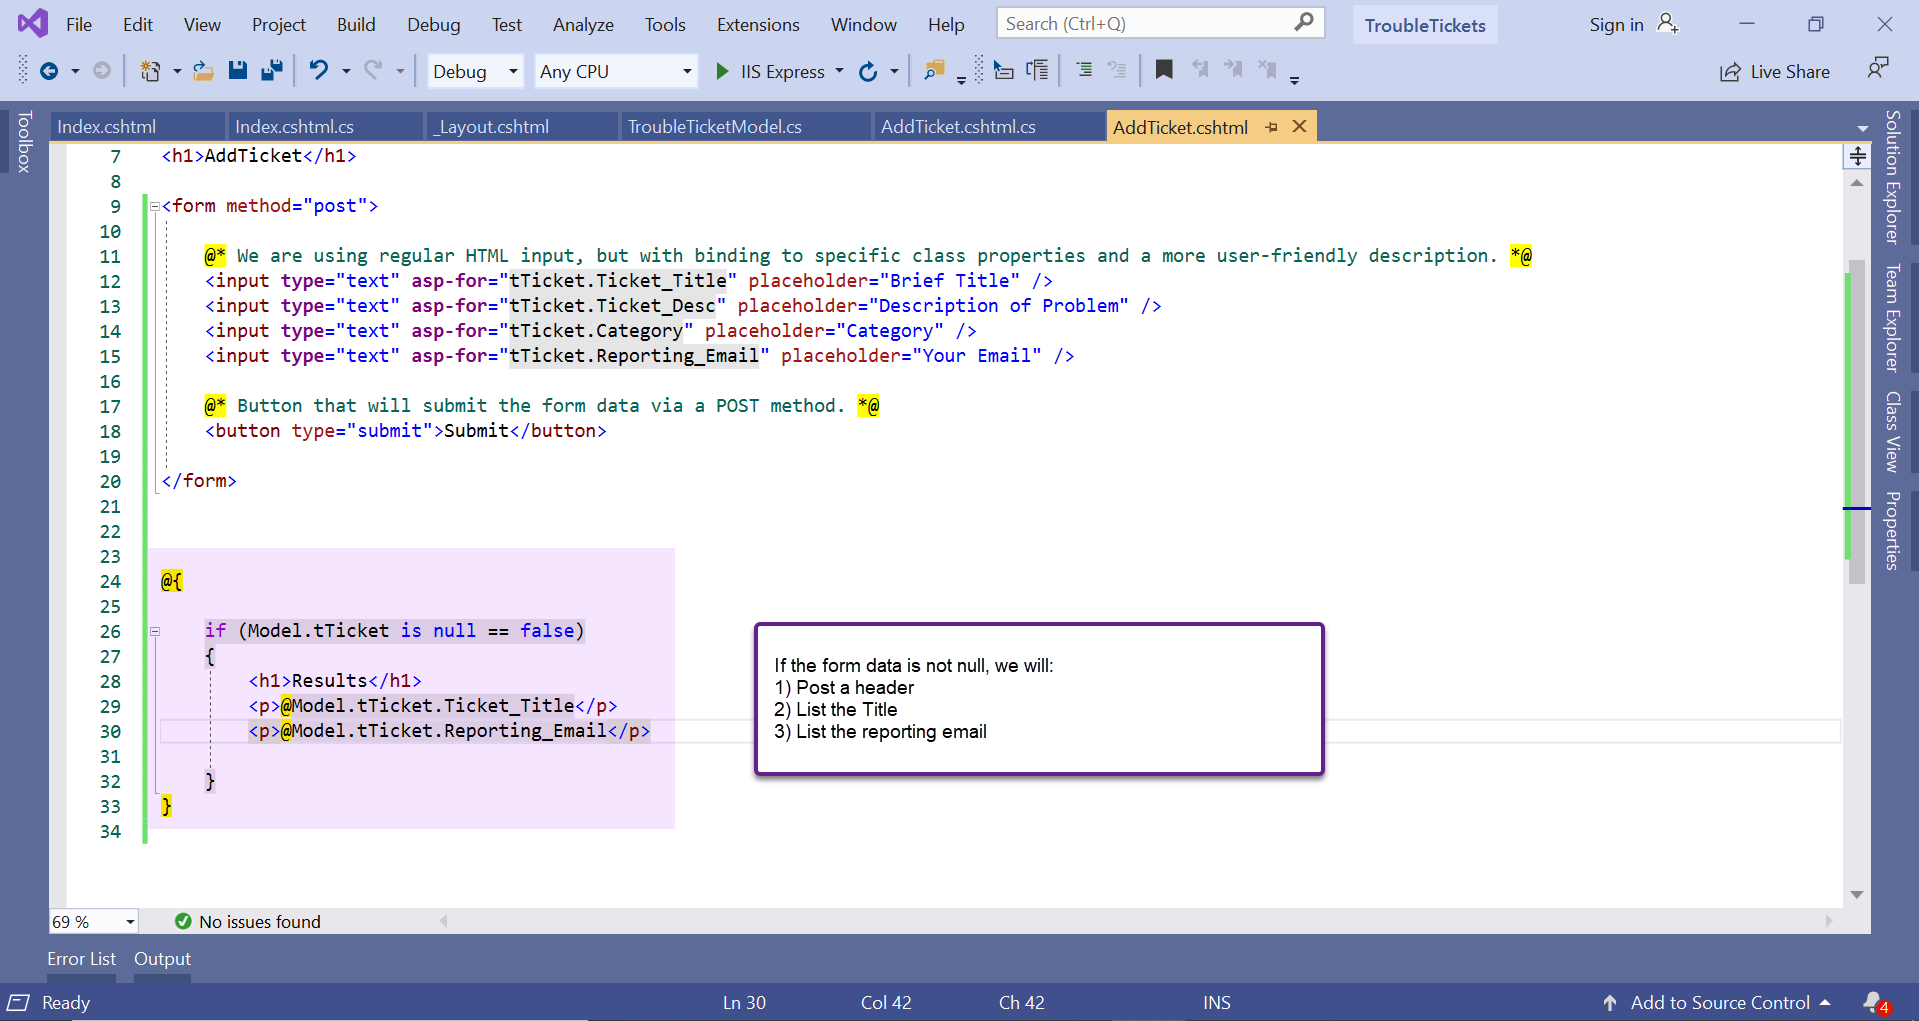 File Edit View Project Build Debug Test Analyze Tools Extensions Window Help Search (Ctrl+Q) TroubleTickets Sign in
Debug Any CPU IIS Express Live Share
Toolbox
Index.cshtml Index.cshtml.cs _Layout.cshtml TroubleTicketModel.cs AddTicket.cshtml.cs AddTicket.cshtml
7 <h1>AddTicket</h1>
8
9 <form method="post">
10
11 @* We are using regular HTML input, but with binding to specific class properties and a more user-friendly description. *@
12 <input type="text" asp-for="tTicket.Ticket_Title" placeholder="Brief Title" />
13 <input type="text" asp-for="tTicket.Ticket_Desc" placeholder="Description of Problem" />
14 <input type="text" asp-for="tTicket.Category" placeholder="Category" />
15 <input type="text" asp-for="tTicket.Reporting_Email" placeholder="Your Email" />
16
17 @* Button that will submit the form data via a POST method. *@
18 <button type="submit">Submit</button>
19
20 </form>
21
22
23
24 @{
25
26 if (Model.tTicket is null == false)
27 {
28 <h1>Results</h1>
29 <p>@Model.tTicket.Ticket_Title</p>
30 <p>@Model.tTicket.Reporting_Email</p>
31
32 }
33 }
34
If the form data is not null, we will:
1) Post a header
2) List the Title
3) List the reporting email
Solution Explorer
Team Explorer
Class View
Properties
69 % No issues found
Error List Output
Ready Ln 30 Col 42 Ch 42 INS Add to Source Control 4